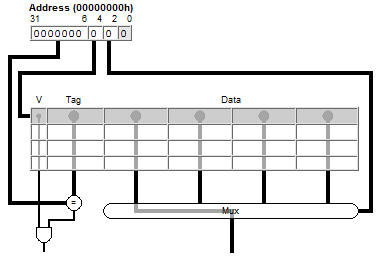 Address (00000000h)
31 6 4 2 0
0000000 0 0 0
V Tag Data
=
Mux